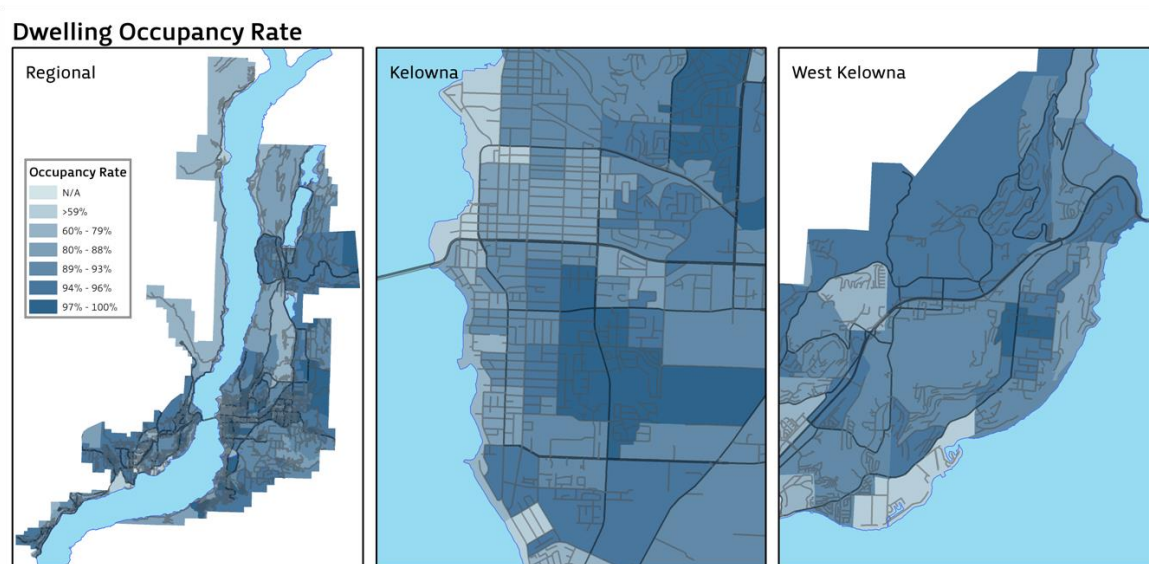 Dwelling Occupancy Rate
Regional
Occupancy Rate
N/A
>59%
60% - 79%
80% - 88%
89% - 93%
94% - 96%
97% - 100%
Kelowna
West Kelowna